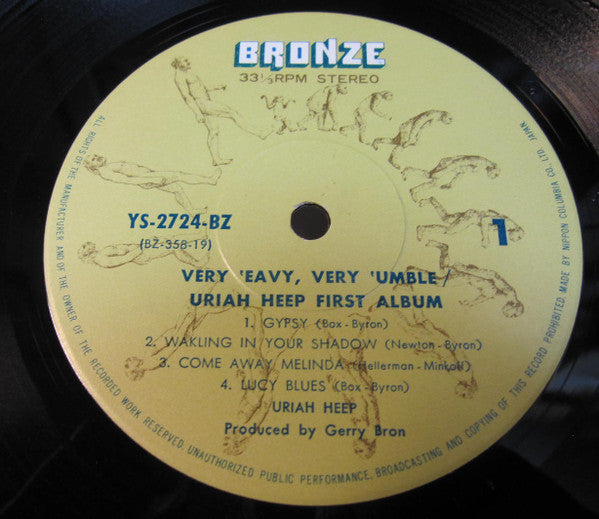 BRONZE
33⅓RPM STEREO
YS-2724-BZ
(BZ-358-19)
1
VERY 'EAVY, VERY 'UMBLE /
URIAH HEEP FIRST ALBUM
1. GYPSY (Box-Byron)
2. WAKLING IN YOUR SHADOW (Newton-Byron)
3. COME AWAY MELINDA (Hellerman-Minkoff)
4. LUCY BLUES (Box-Byron)
URIAH HEEP
Produced by Gerry Bron
ALL RIGHTS OF THE MANUFACTURER AND OF THE OWNER OF THE RECORDED WORK RESERVED. UNAUTHORIZED PUBLIC PERFORMANCE, BROADCASTING AND COPYING OF THIS RECORD PROHIBITED. MADE BY NIPPON COLUMBIA CO., LTD. JAPAN.